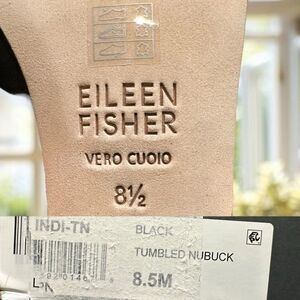 EILEEN
FISHER
VERO CUOIO
8½
INDI-TN
BLACK
TUMBLED NUBUCK
8.5M